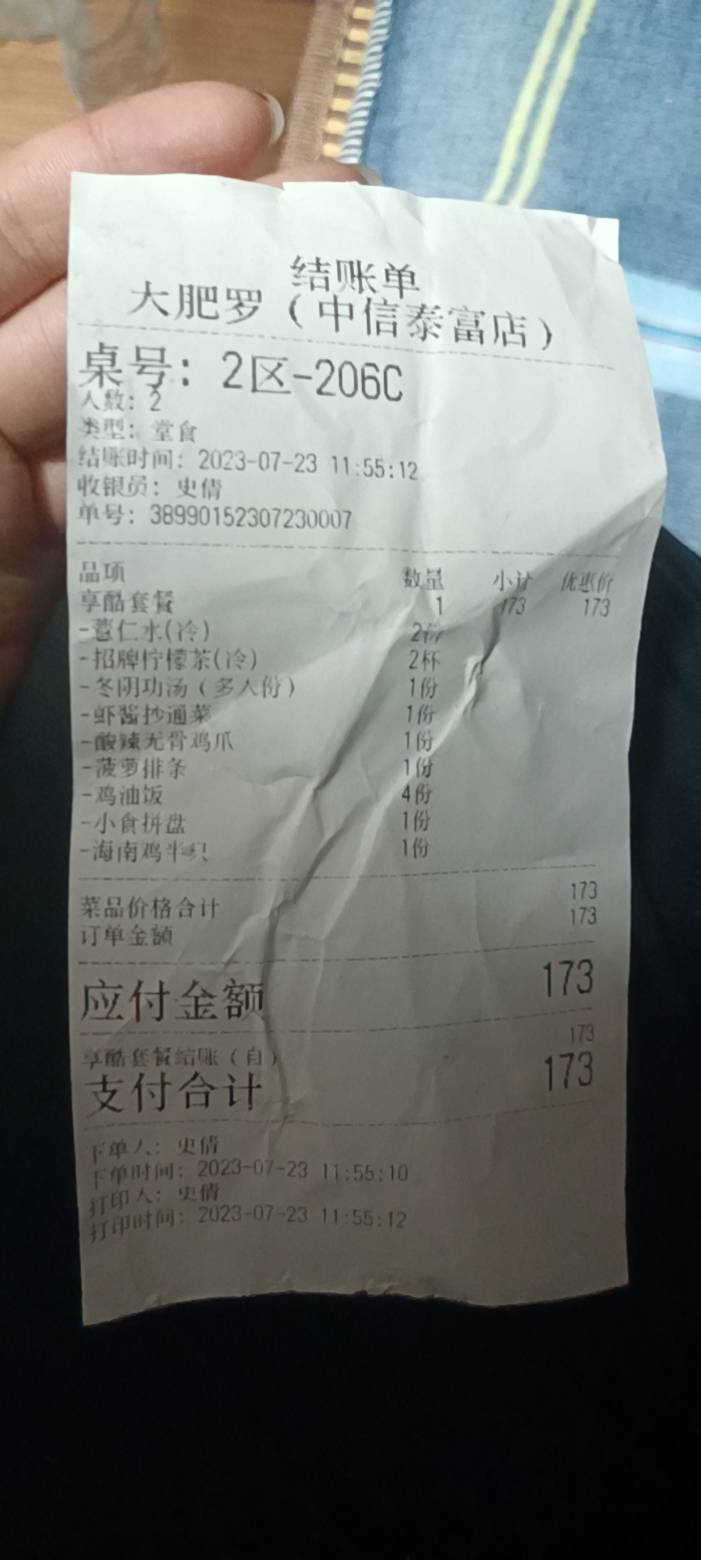 结账单
大肥罗（中信泰富店）
桌号: 2区-206C
人数: 2
类型: 堂食
结账时间: 2023-07-23 11:55:12
收银员: 史倩
单号: 38990152307230007
品项 数量 小计 优惠价
享酷套餐 1 173 173
-薏仁水(冷) 2份
-招牌柠檬茶(冷) 2杯
-冬阴功汤（多人份） 1份
-虾酱抄通菜 1份
-酸辣无骨鸡爪 1份
-菠萝排条 1份
-鸡油饭 4份
-小食拼盘 1份
-海南鸡半只 1份
菜品价格合计 173
订单金额 173
应付金额 173
享酷套餐结账（自） 173
支付合计 173
下单人: 史倩
下单时间: 2023-07-23 11:55:10
打印人: 史倩
打印时间: 2023-07-23 11:55:12